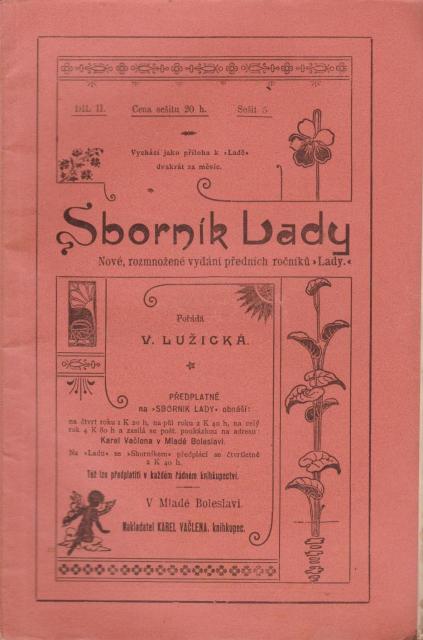 DÍL II. Cena sešitu 20 h. Sešit 5
Vychází jako příloha k »Ladě«
dvakrát za měsíc.
Sborník Lady
Nové, rozmnožené vydání předních ročníků »Lady.«
Pořádá
V. LUŽICKÁ.
PŘEDPLATNÉ
na »SBORNÍK LADY« obnáší:
na čtvrt roku 1 K 20 h, na půl roku 2 K 40 h, na celý
rok 4 K 80 h a zasílá se pošt. poukázkou na adresu:
Karel Vačlena v Mladé Boleslavi.
Na »Ladu« se »Sborníkem« předplácí se čtvrtletně
2 K 40 h.
Též lze předplatiti v každém řádném knihkupectví.
V Mladé Boleslavi.
Nakladatel KAREL VAČLENA, knihkupec.